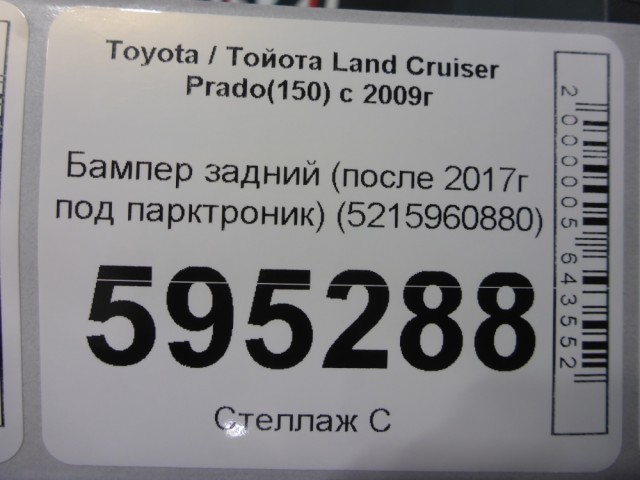 Toyota / Тойота Land Cruiser
Prado(150) с 2009г
Бампер задний (после 2017г
под парктроник) (5215960880)
595288
Стеллаж С
2000005643552